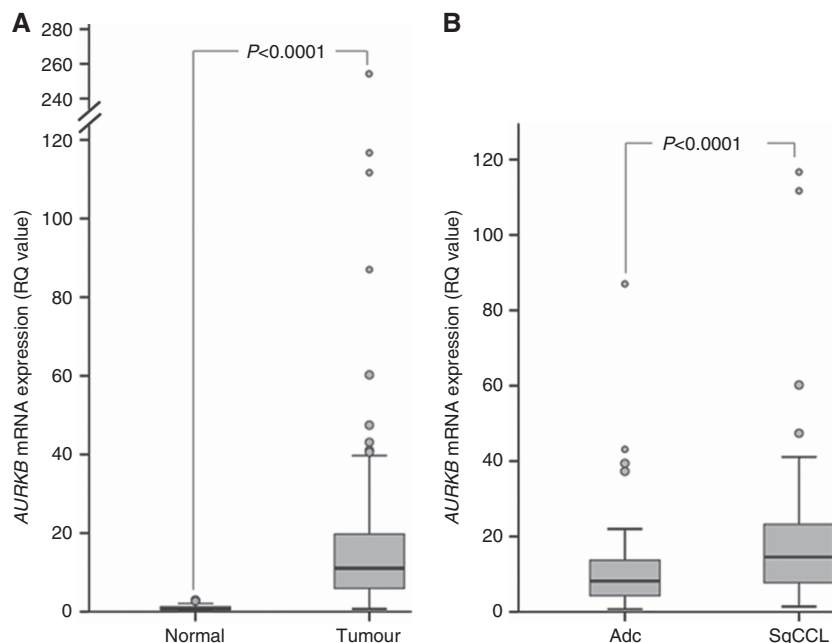 A
280
260
240
120
100
80
60
40
20
0
AURKB mRNA expression (RQ value)
P<0.0001
Normal
Tumour
B
120
100
80
60
40
20
0
AURKB mRNA expression (RQ value)
P<0.0001
Adc
SqCCL